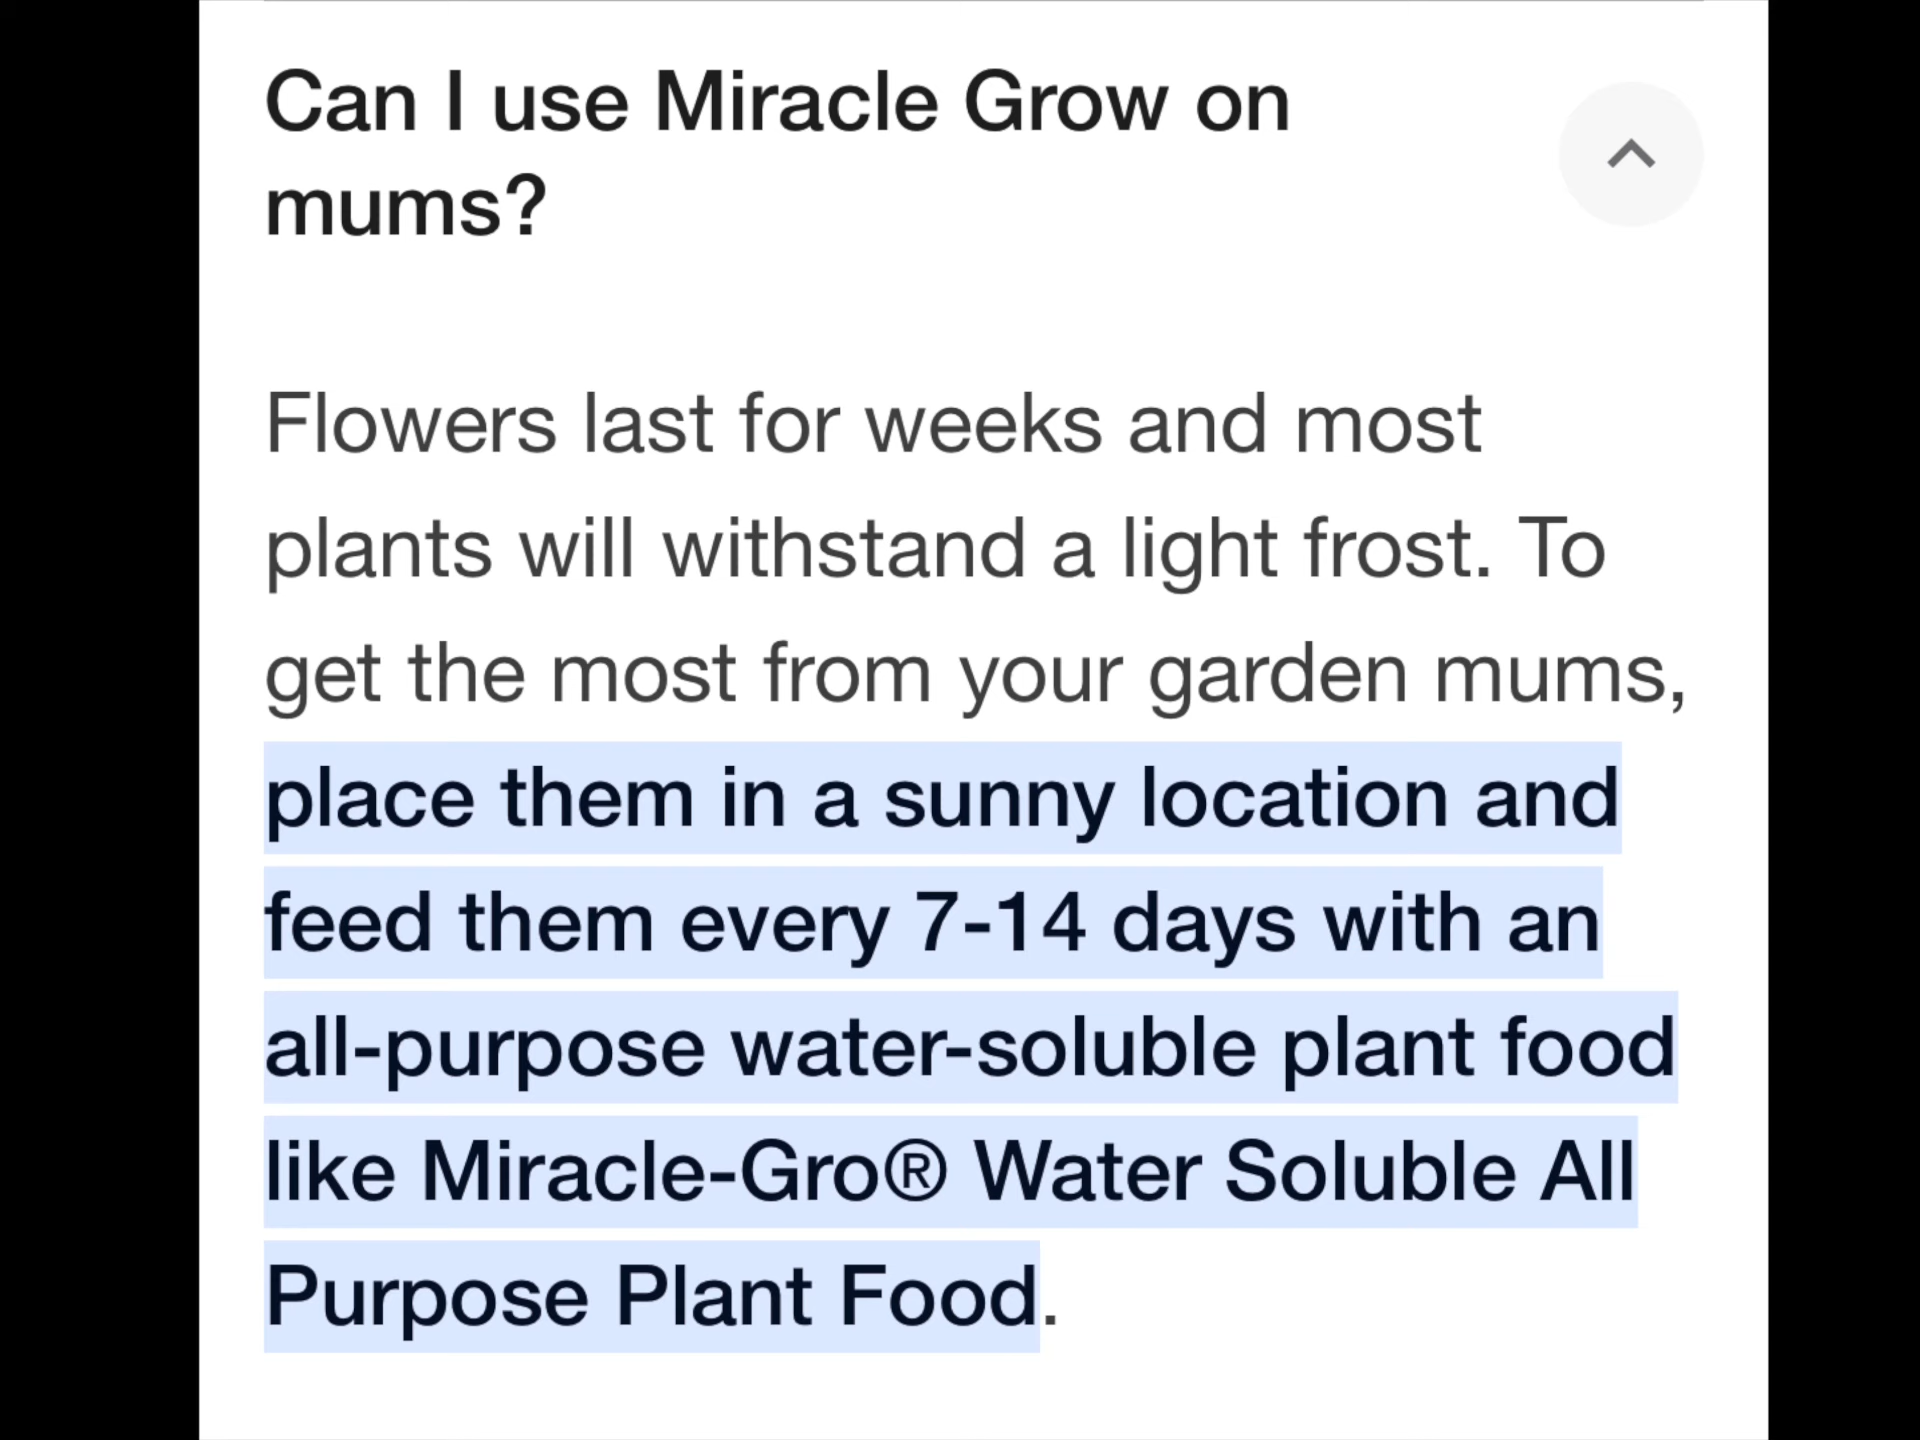 Can I use Miracle Grow on
mums?
Flowers last for weeks and most
plants will withstand a light frost. To
get the most from your garden mums,
place them in a sunny location and
feed them every 7-14 days with an
all-purpose water-soluble plant food
like Miracle-Gro® Water Soluble All
Purpose Plant Food.